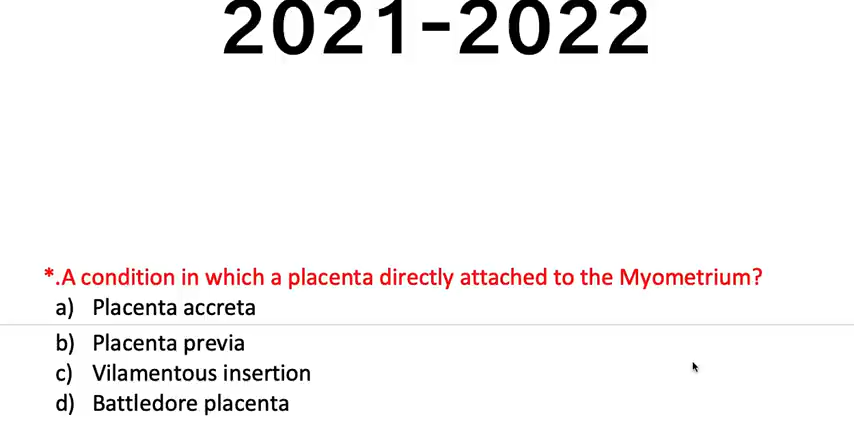 2021-2022
*.A condition in which a placenta directly attached to the Myometrium?
a) Placenta accreta
b) Placenta previa
c) Vilamentous insertion
d) Battledore placenta